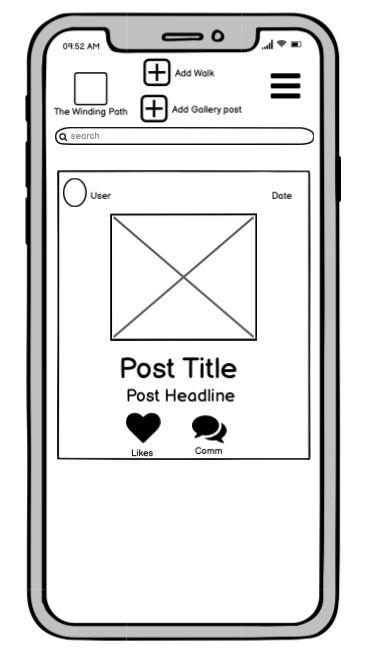 09:52 AM
Add Walk
The Winding Path
Add Gallery post
search
User
Date
Post Title
Post Headline
Likes
Comm